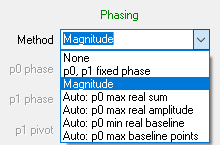 Phasing
Method Magnitude
None
p0 phase p0, p1 fixed phase
Magnitude
p1 phase Auto: p0 max real sum
Auto: p0 max real amplitude
p1 pivot Auto: p0 min real baseline
Auto: p0 max baseline points